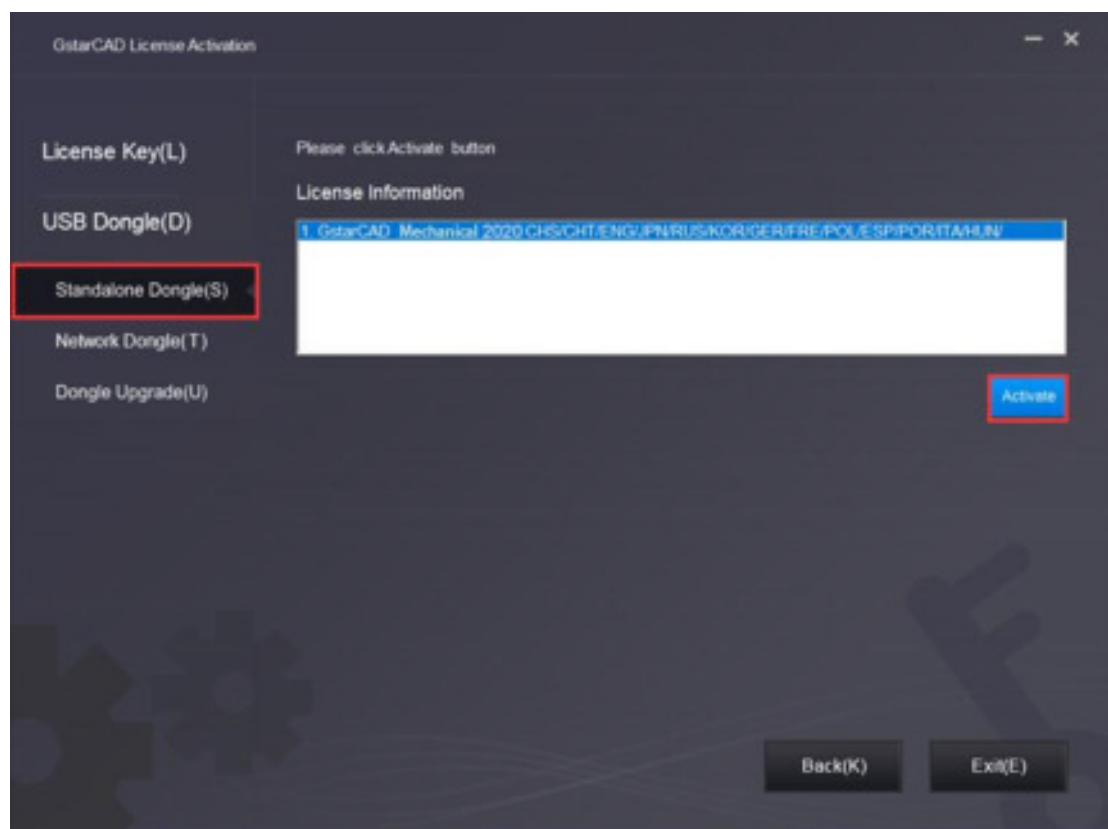 GstarCAD License Activation
License Key(L)
USB Dongle(D)
Standalone Dongle(S)
Network Dongle(T)
Dongle Upgrade(U)
Please click Activate button
License Information
1. GstarCAD Mechanical 2020 CHS/CHT/ENG/JPN/RUS/KOR/GER/FRE/POL/ESP/POR/ITA/HUN/
Activate
Back(K)
Exit(E)